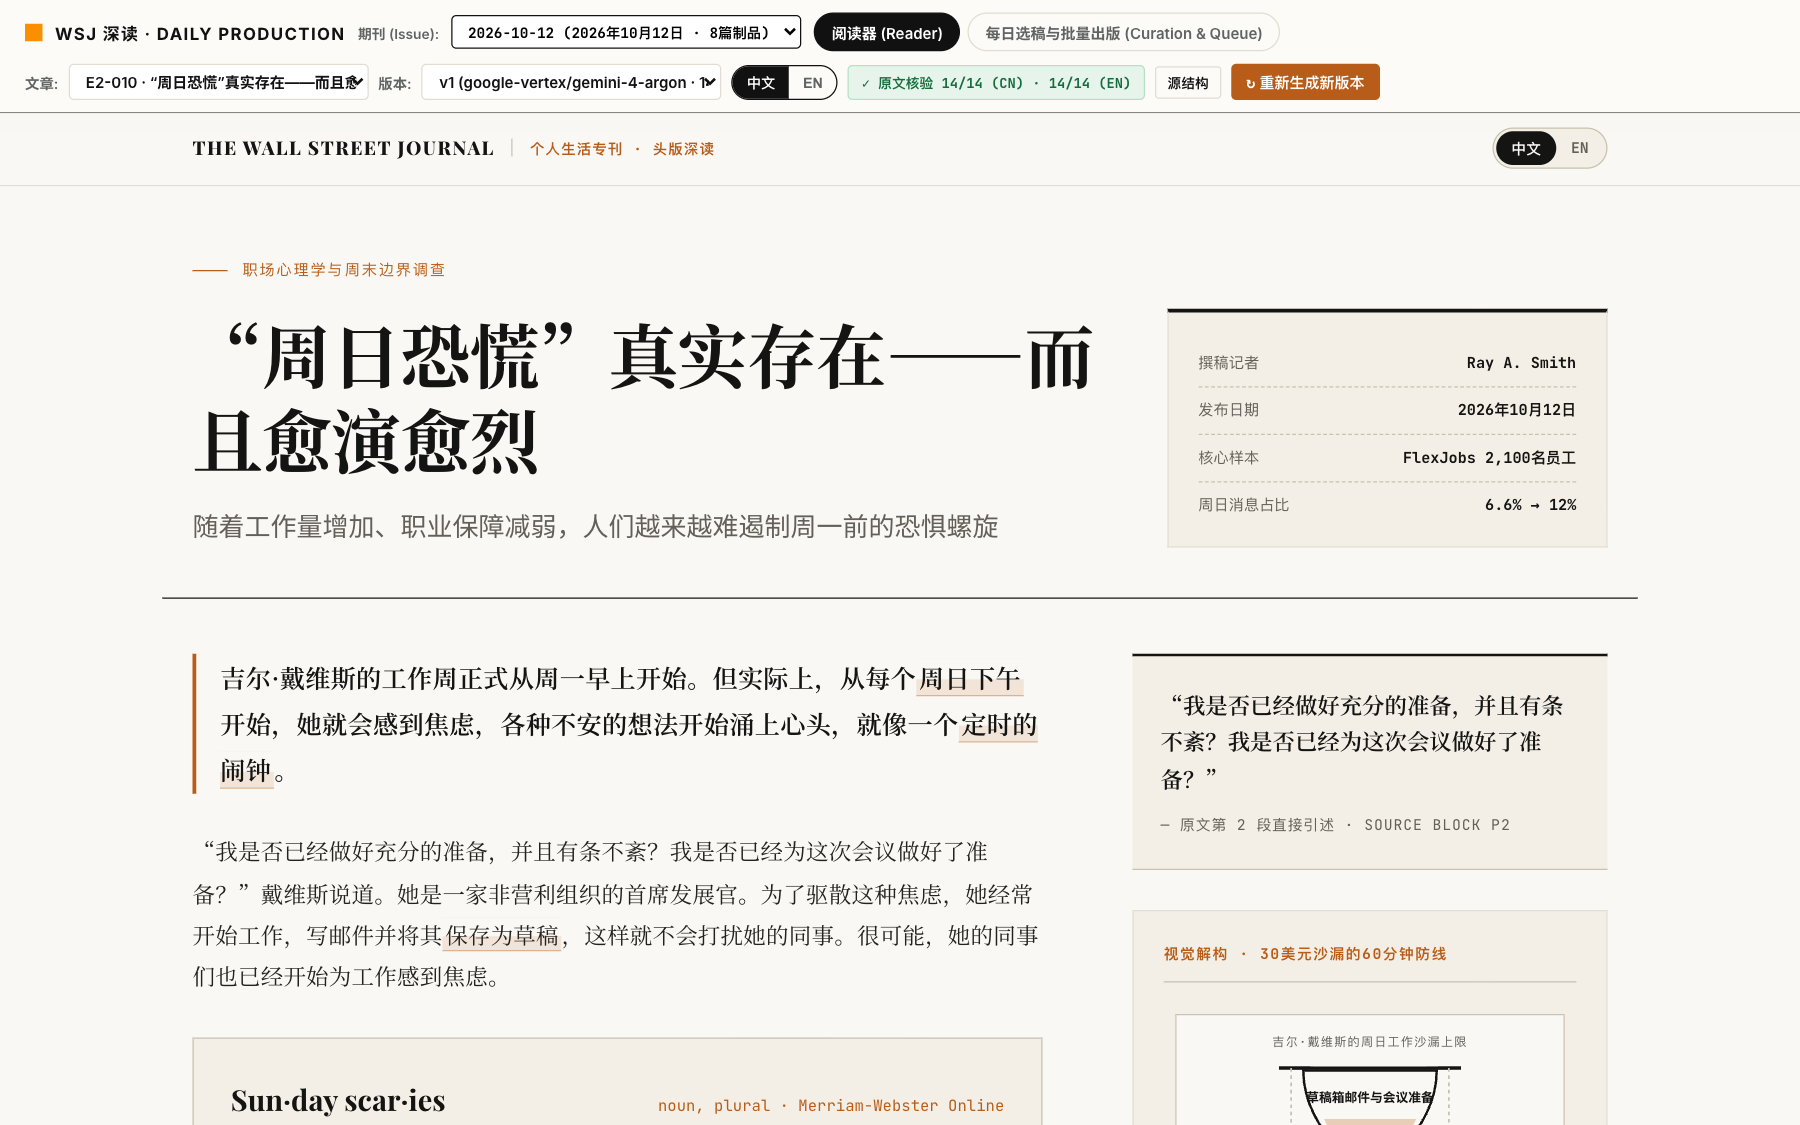 WSJ 深读 · DAILY PRODUCTION
期刊 (Issue):
2026-10-12 (2026年10月12日 · 8篇制品)
阅读器 (Reader)
每日选稿与批量出版 (Curation & Queue)
文章:
E2-010 · “周日恐慌”真实存在——而且愈
版本:
v1 (google-vertex/gemini-4-argon · 1
中文
EN
✓ 原文核验 14/14 (CN) · 14/14 (EN)
源结构
↻ 重新生成新版本
THE WALL STREET JOURNAL
个人生活专刊 · 头版深读
中文
EN
职场心理学与周末边界调查
“周日恐慌”真实存在——而
且愈演愈烈
随着工作量增加、职业保障减弱，人们越来越难遏制周一前的恐惧螺旋
撰稿记者
Ray A. Smith
发布日期
2026年10月12日
核心样本
FlexJobs 2,100名员工
周日消息占比
6.6% → 12%
吉尔·戴维斯的工作周正式从周一早上开始。但实际上，从每个周日下午
开始，她就会感到焦虑，各种不安的想法开始涌上心头，就像一个定时的
闹钟。
“我是否已经做好充分的准备，并且有条不紊？我是否已经为这次会议做好了准
备？”戴维斯说道。她是一家非营利组织的首席发展官。为了驱散这种焦虑，她经常
开始工作，写邮件并将其保存为草稿，这样就不会打扰她的同事。很可能，她的同事
们也已经开始为工作感到焦虑。
Sun·day scar·ies
noun, plural · Merriam-Webster Online
“我是否已经做好充分的准备，并且有条
不紊？我是否已经为这次会议做好了准
备？”
— 原文第 2 段直接引述 · SOURCE BLOCK P2
视觉解构 · 30美元沙漏的60分钟防线
吉尔·戴维斯的周日工作沙漏上限
草稿箱邮件与会议准备